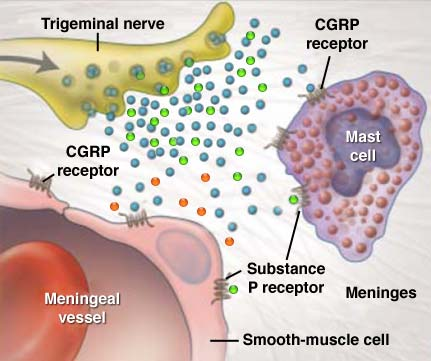 Trigeminal nerve
CGRP
receptor
Mast
cell
CGRP
receptor
Substance
P receptor
Meninges
Meningeal
vessel
Smooth-muscle cell